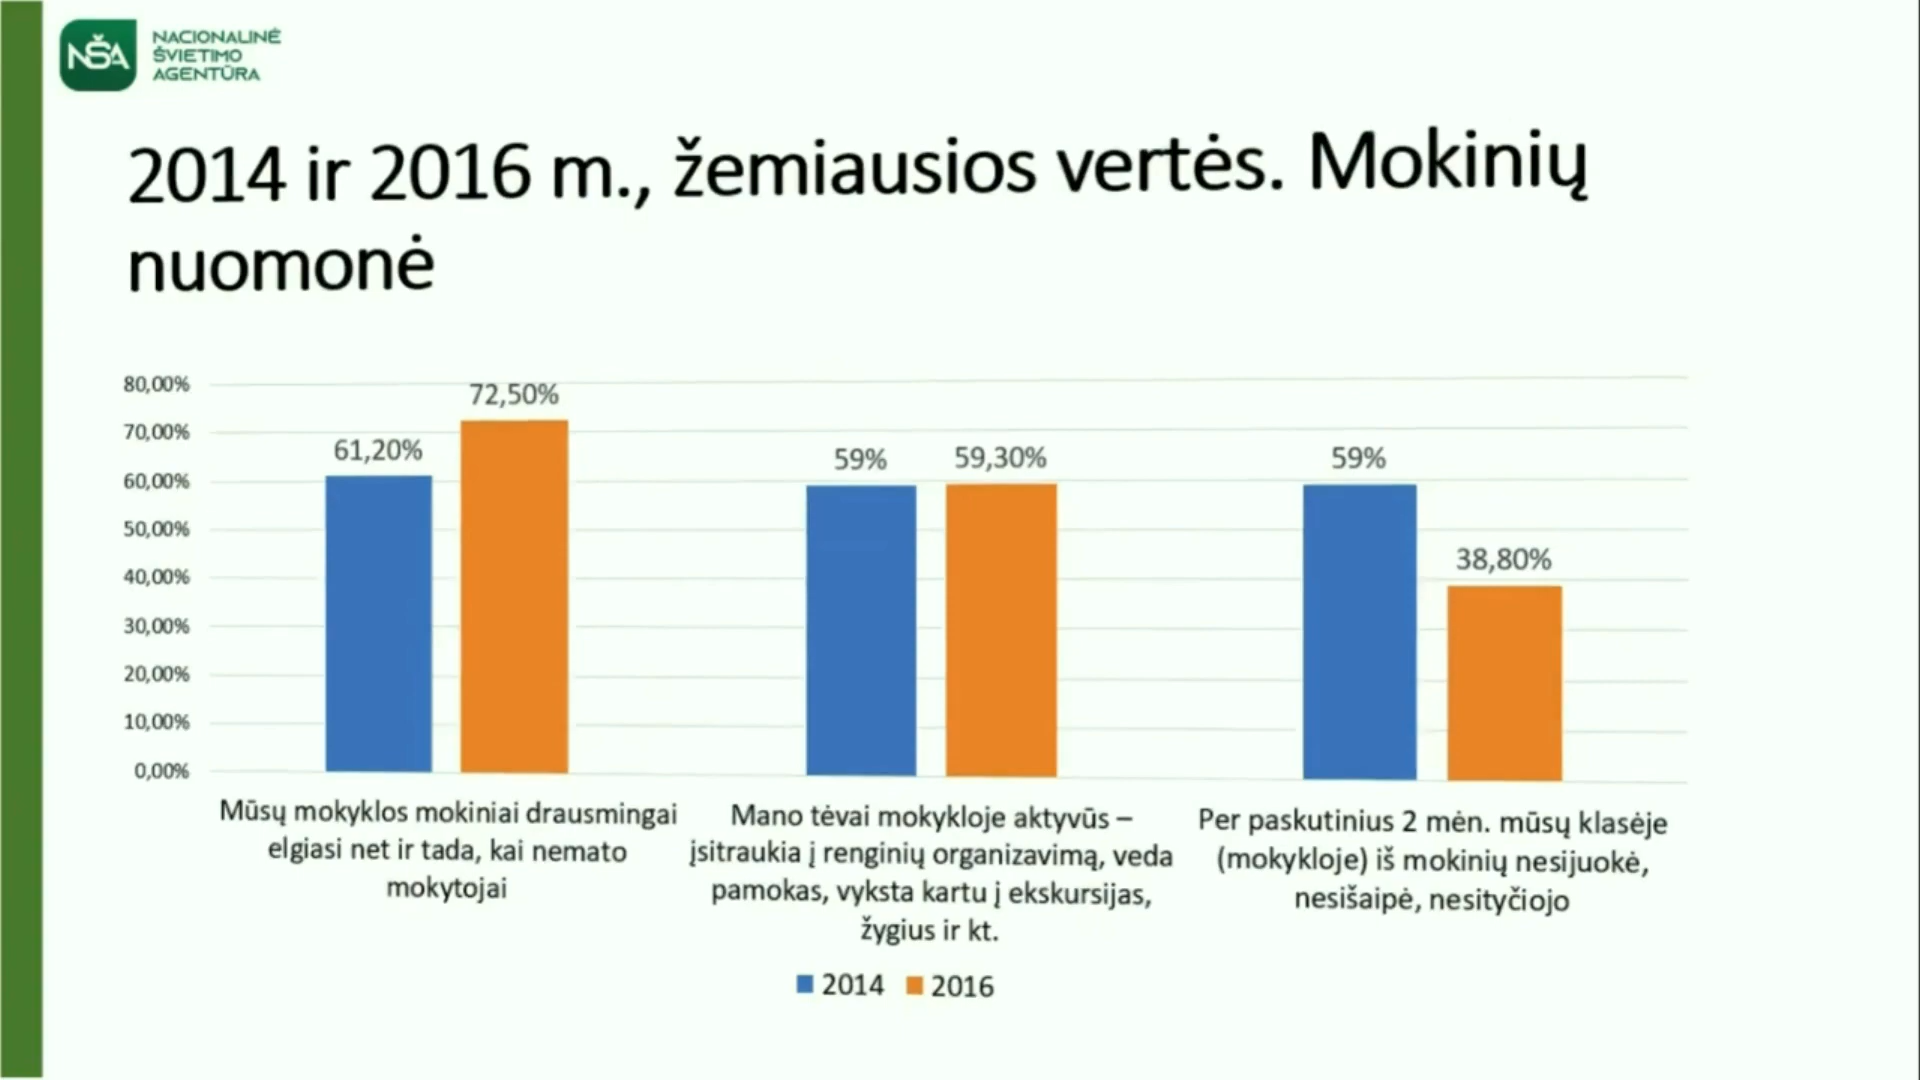 NŠA
NACIONALINĖ
ŠVIETIMO
AGENTŪRA
2014 ir 2016 m., žemiausios vertės. Mokinių
nuomonė
80,00%
70,00%
60,00%
50,00%
40,00%
30,00%
20,00%
10,00%
0,00%
61,20%
72,50%
59%
59,30%
59%
38,80%
Mūsų mokyklos mokiniai drausmingai
elgiasi net ir tada, kai nemato
mokytojai
Mano tėvai mokykloje aktyvūs –
įsitraukia į renginių organizavimą, veda
pamokas, vyksta kartu į ekskursijas,
žygius ir kt.
Per paskutinius 2 mėn. mūsų klasėje
(mokykloje) iš mokinių nesijuokė,
nesišaipė, nesityčiojo
2014 2016